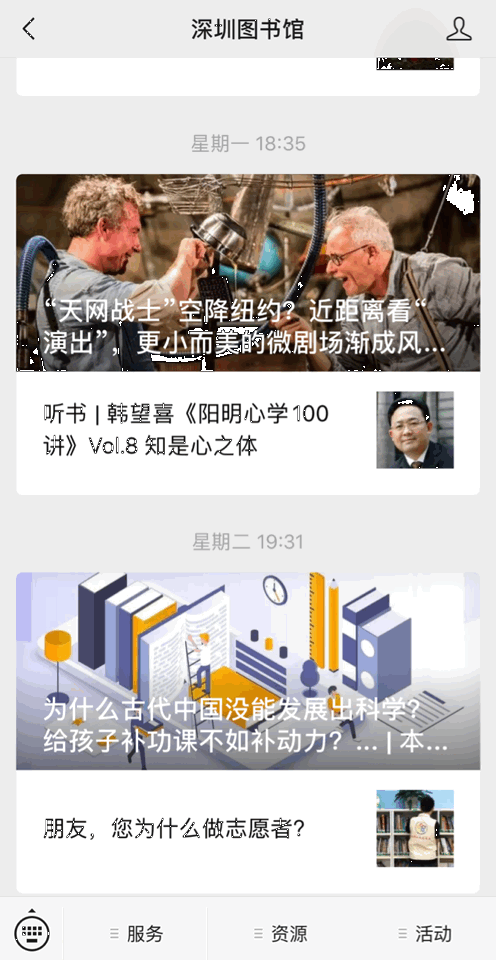 深圳图书馆
星期一 18:35
“天网战士”空降纽约？近距离看“
演出”，更小而美的微剧场渐成风...
听书 | 韩望喜《阳明心学100
讲》Vol.8 知是心之体
星期二 19:31
为什么古代中国没能发展出科学？
给孩子补功课不如补动力？... | 本...
朋友，您为什么做志愿者？
服务
资源
活动